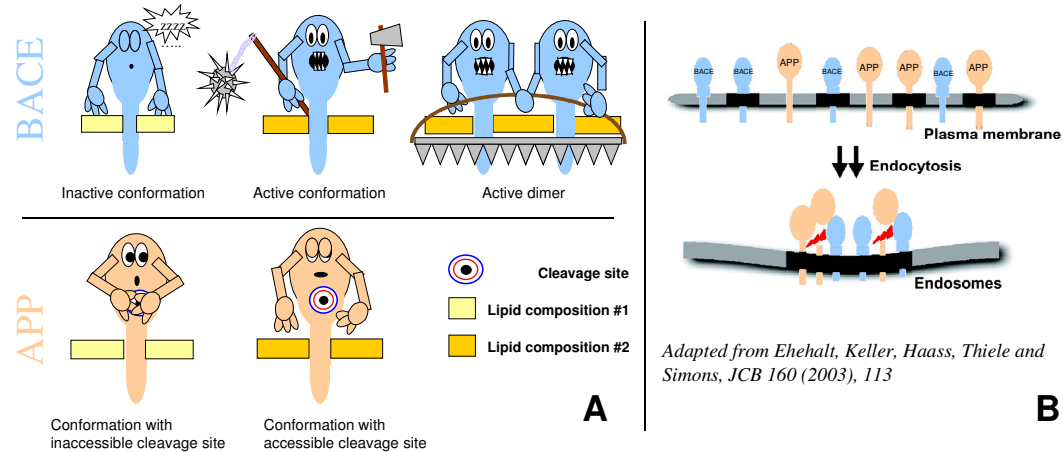 BACE
zzzz
.....
Inactive conformation
Active conformation
Active dimer
APP
Cleavage site
Lipid composition #1
Lipid composition #2
Conformation with
inaccessible cleavage site
Conformation with
accessible cleavage site
A
BACE BACE APP BACE APP APP BACE APP
Plasma membrane
Endocytosis
Endosomes
Adapted from Ehehalt, Keller, Haass, Thiele and
Simons, JCB 160 (2003), 113
B